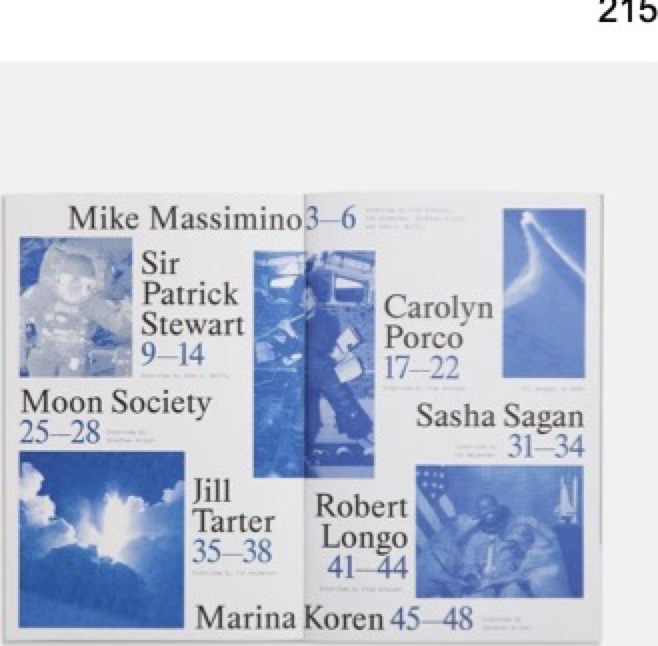 215
Mike Massimino 3—6
Sir
Patrick
Stewart
9—14
Carolyn
Porco
17—22
Moon Society
25—28
Sasha Sagan
31—34
Jill
Tarter
35—38
Robert
Longo
41—44
Marina Koren 45—48